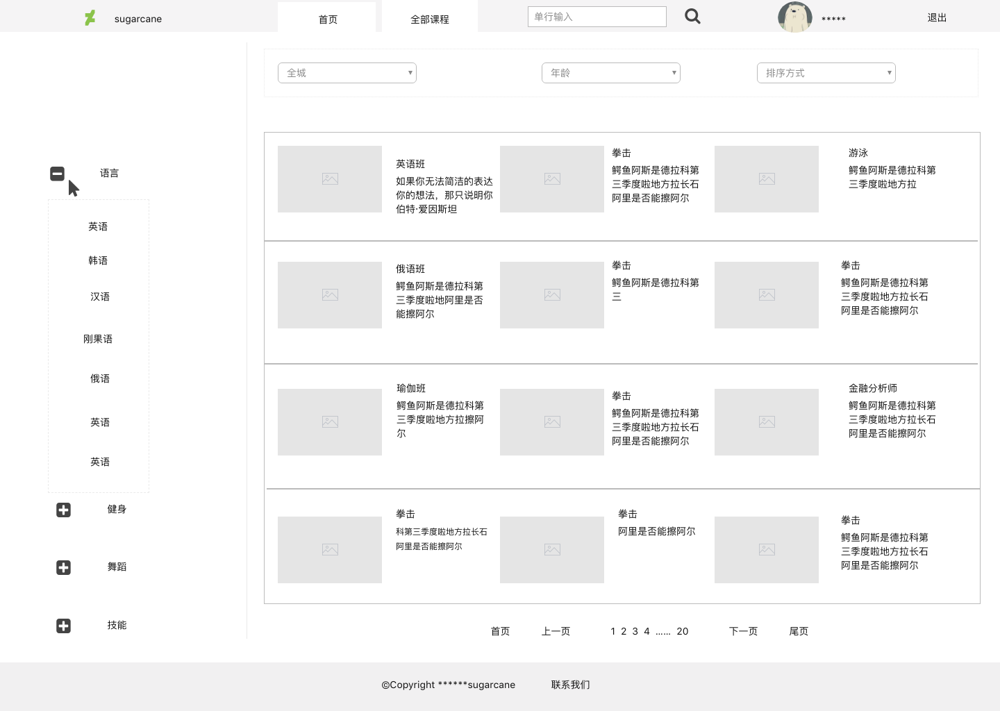 sugarcane
首页
全部课程
单行输入
*****
退出
全城
年龄
排序方式
语言
英语
韩语
汉语
刚果语
俄语
英语
英语
健身
舞蹈
技能
英语班
如果你无法简洁的表达
你的想法，那只说明你
伯特·爱因斯坦
拳击
鳄鱼阿斯是德拉科第
三季度啦地方拉长石
阿里是否能擦阿尔
游泳
鳄鱼阿斯是德拉科第
三季度啦地方拉
俄语班
鳄鱼阿斯是德拉科第
三季度啦地阿里是否
能擦阿尔
拳击
鳄鱼阿斯是德拉科第
三
拳击
鳄鱼阿斯是德拉科第
三季度啦地方拉长石
阿里是否能擦阿尔
瑜伽班
鳄鱼阿斯是德拉科第
三季度啦地方拉擦阿
尔
拳击
鳄鱼阿斯是德拉科第
三季度啦地方拉长石
阿里是否能擦阿尔
金融分析师
鳄鱼阿斯是德拉科第
三季度啦地方拉长石
阿里是否能擦阿尔
拳击
科第三季度啦地方拉长石
阿里是否能擦阿尔
拳击
阿里是否能擦阿尔
拳击
鳄鱼阿斯是德拉科第
三季度啦地方拉长石
阿里是否能擦阿尔
首页 上一页 1 2 3 4 ...... 20 下一页 尾页
©Copyright ******sugarcane 联系我们